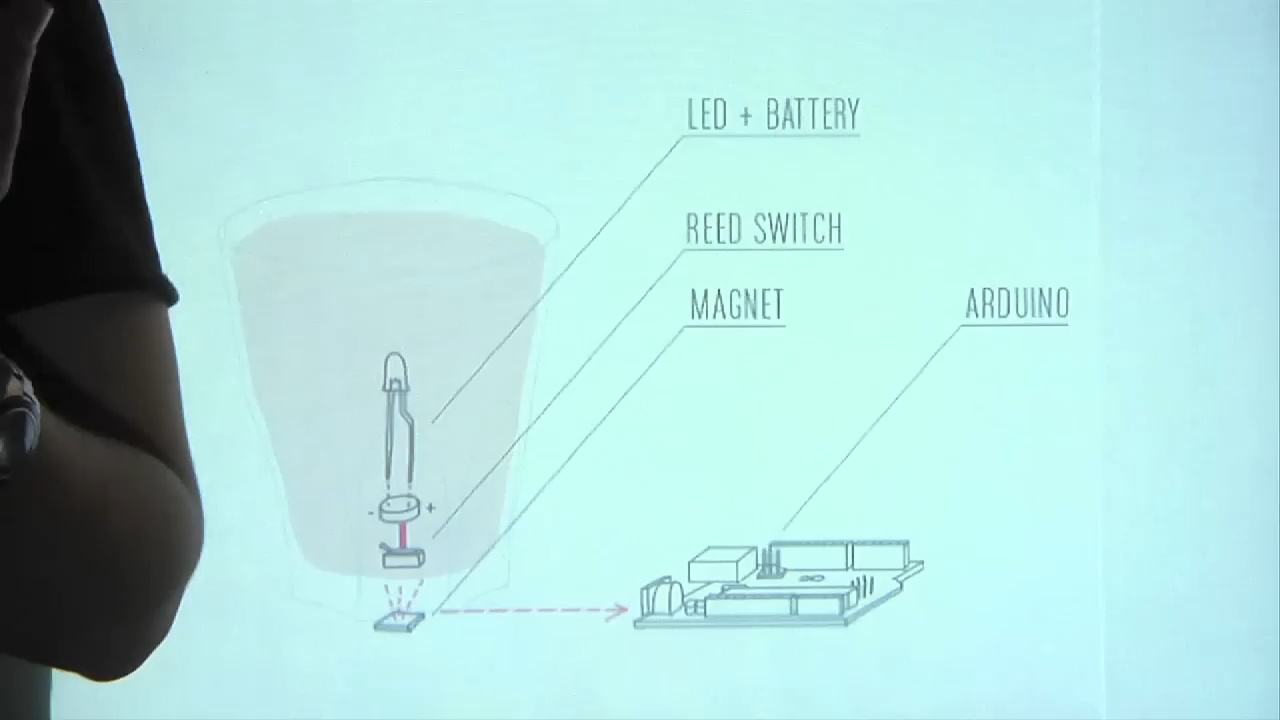 LED + BATTERY
REED SWITCH
MAGNET
ARDUINO
- +